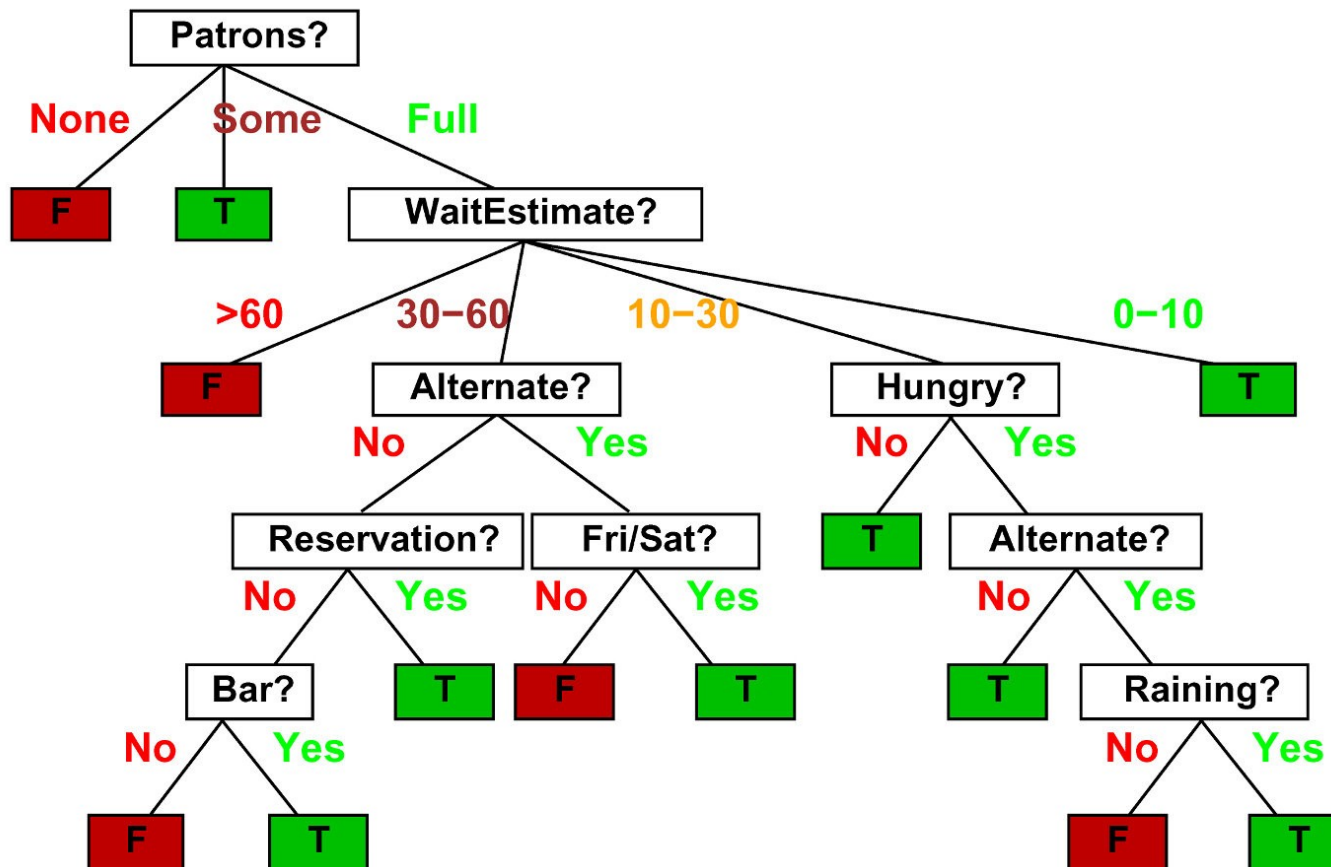 Patrons?
None Some Full
F T WaitEstimate?
>60 30−60 10−30 0−10
F Alternate? Hungry? T
No Yes No Yes
Reservation? Fri/Sat? T Alternate?
No Yes No Yes No Yes
Bar? T F T T Raining?
No Yes No Yes
F T F T